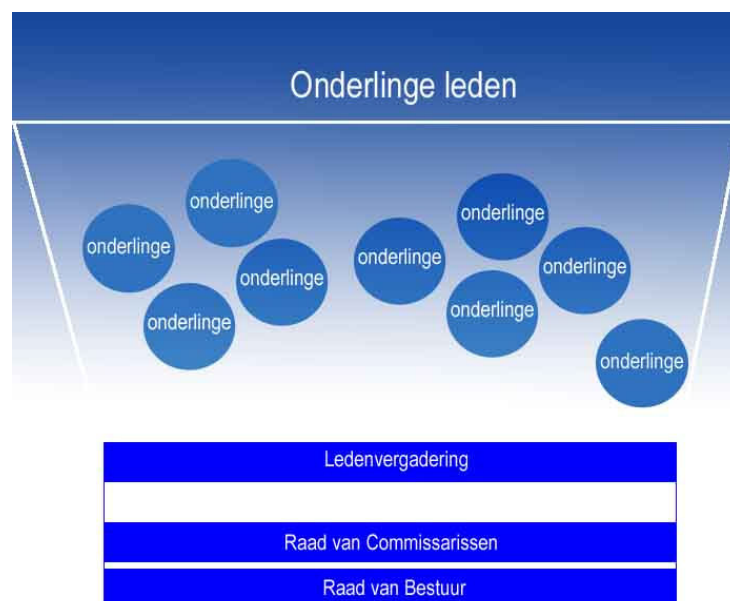 Onderlinge leden
onderlinge
onderlinge
onderlinge
onderlinge
onderlinge
onderlinge
onderlinge
onderlinge
onderlinge
Ledenvergadering
Raad van Commissarissen
Raad van Bestuur